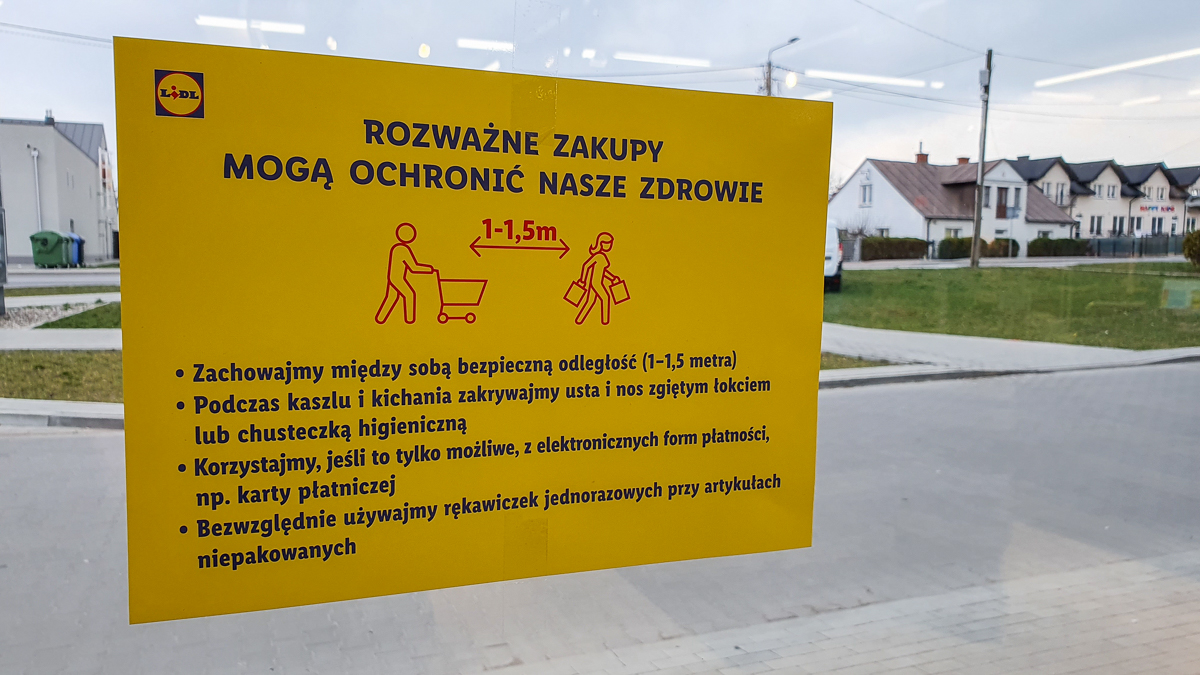 LIDL
ROZWAŻNE ZAKUPY
MOGĄ OCHRONIĆ NASZE ZDROWIE
1-1,5m
• Zachowajmy między sobą bezpieczną odległość (1–1,5 metra)
• Podczas kaszlu i kichania zakrywajmy usta i nos zgiętym łokciem
lub chusteczką higieniczną
• Korzystajmy, jeśli to tylko możliwe, z elektronicznych form płatności,
np. karty płatniczej
• Bezwzględnie używajmy rękawiczek jednorazowych przy artykułach
niepakowanych